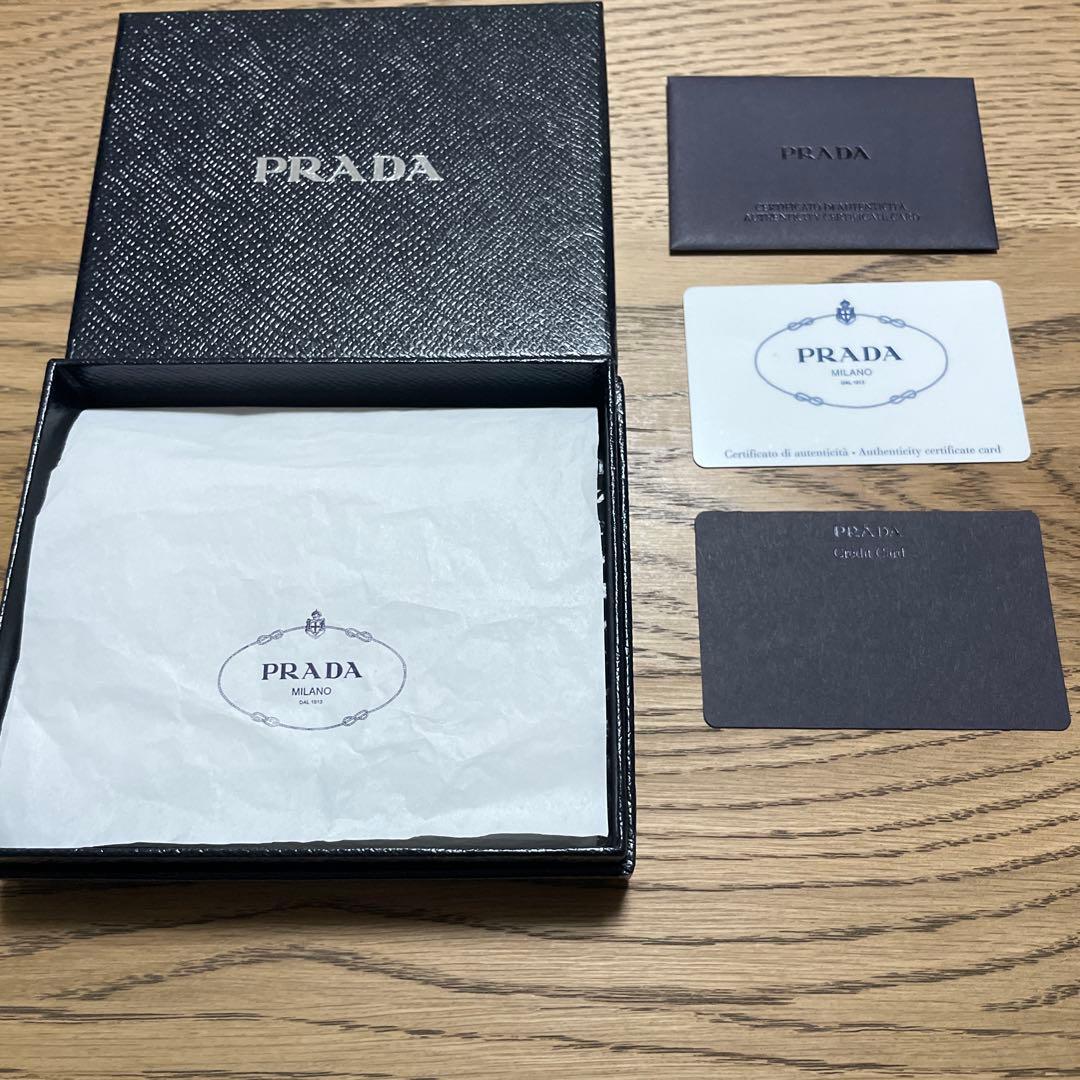 PRADA
PRADA
MILANO
DAL 1913
PRADA
CERTIFICATO DI AUTENTICITÀ
AUTHENTICITY CERTIFICATE CARD
PRADA
MILANO
DAL 1913
Certificato di autenticità - Authenticity certificate card
PRADA
Credit Card